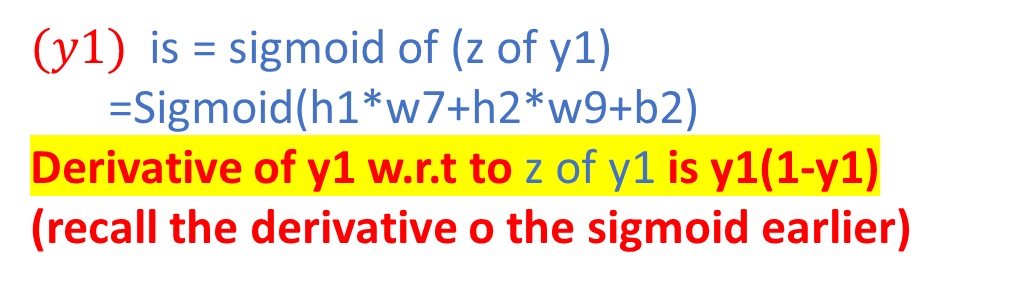 (y1) is = sigmoid of (z of y1)
=Sigmoid(h1*w7+h2*w9+b2)
Derivative of y1 w.r.t to z of y1 is y1(1-y1)
(recall the derivative o the sigmoid earlier)